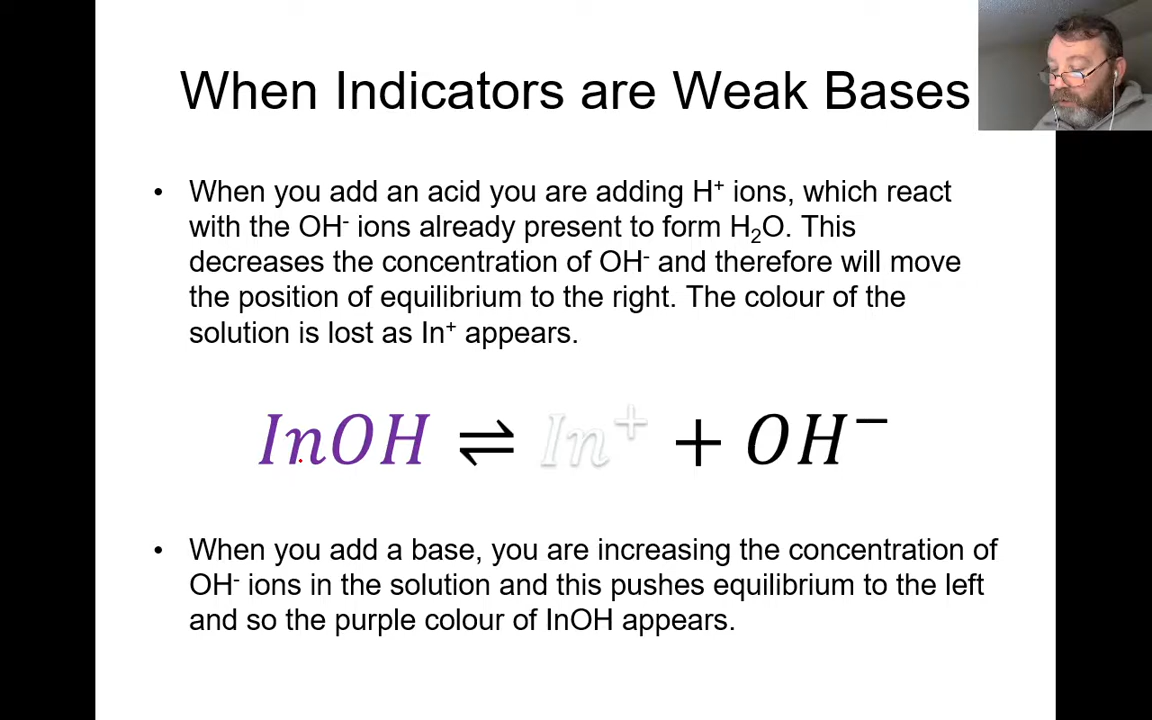 When Indicators are Weak Bases
• When you add an acid you are adding H⁺ ions, which react
with the OH⁻ ions already present to form H₂O. This
decreases the concentration of OH⁻ and therefore will move
the position of equilibrium to the right. The colour of the
solution is lost as In⁺ appears.
InOH ⇌ In⁺ + OH⁻
• When you add a base, you are increasing the concentration of
OH⁻ ions in the solution and this pushes equilibrium to the left
and so the purple colour of InOH appears.